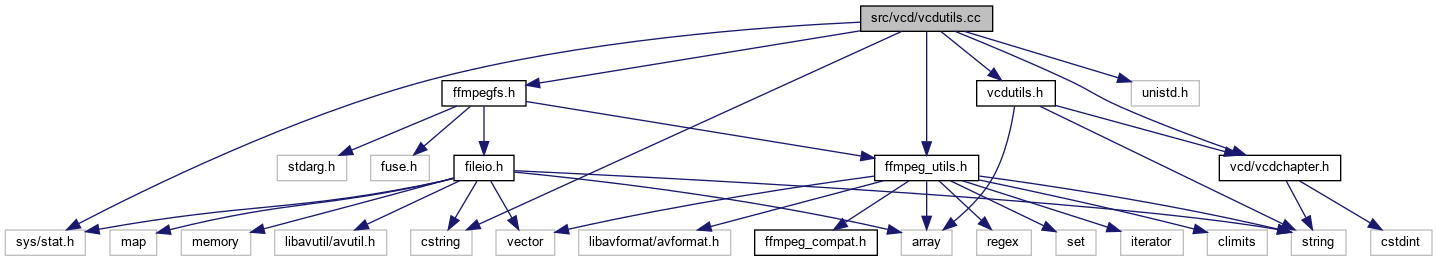 src/vcd/vcdutils.cc
ffmpegfs.h
vcdutils.h
unistd.h
stdarg.h
fuse.h
fileio.h
ffmpeg_utils.h
vcd/vcdchapter.h
sys/stat.h
map
memory
libavutil/avutil.h
cstring
vector
libavformat/avformat.h
ffmpeg_compat.h
array
regex
set
iterator
climits
string
cstdint